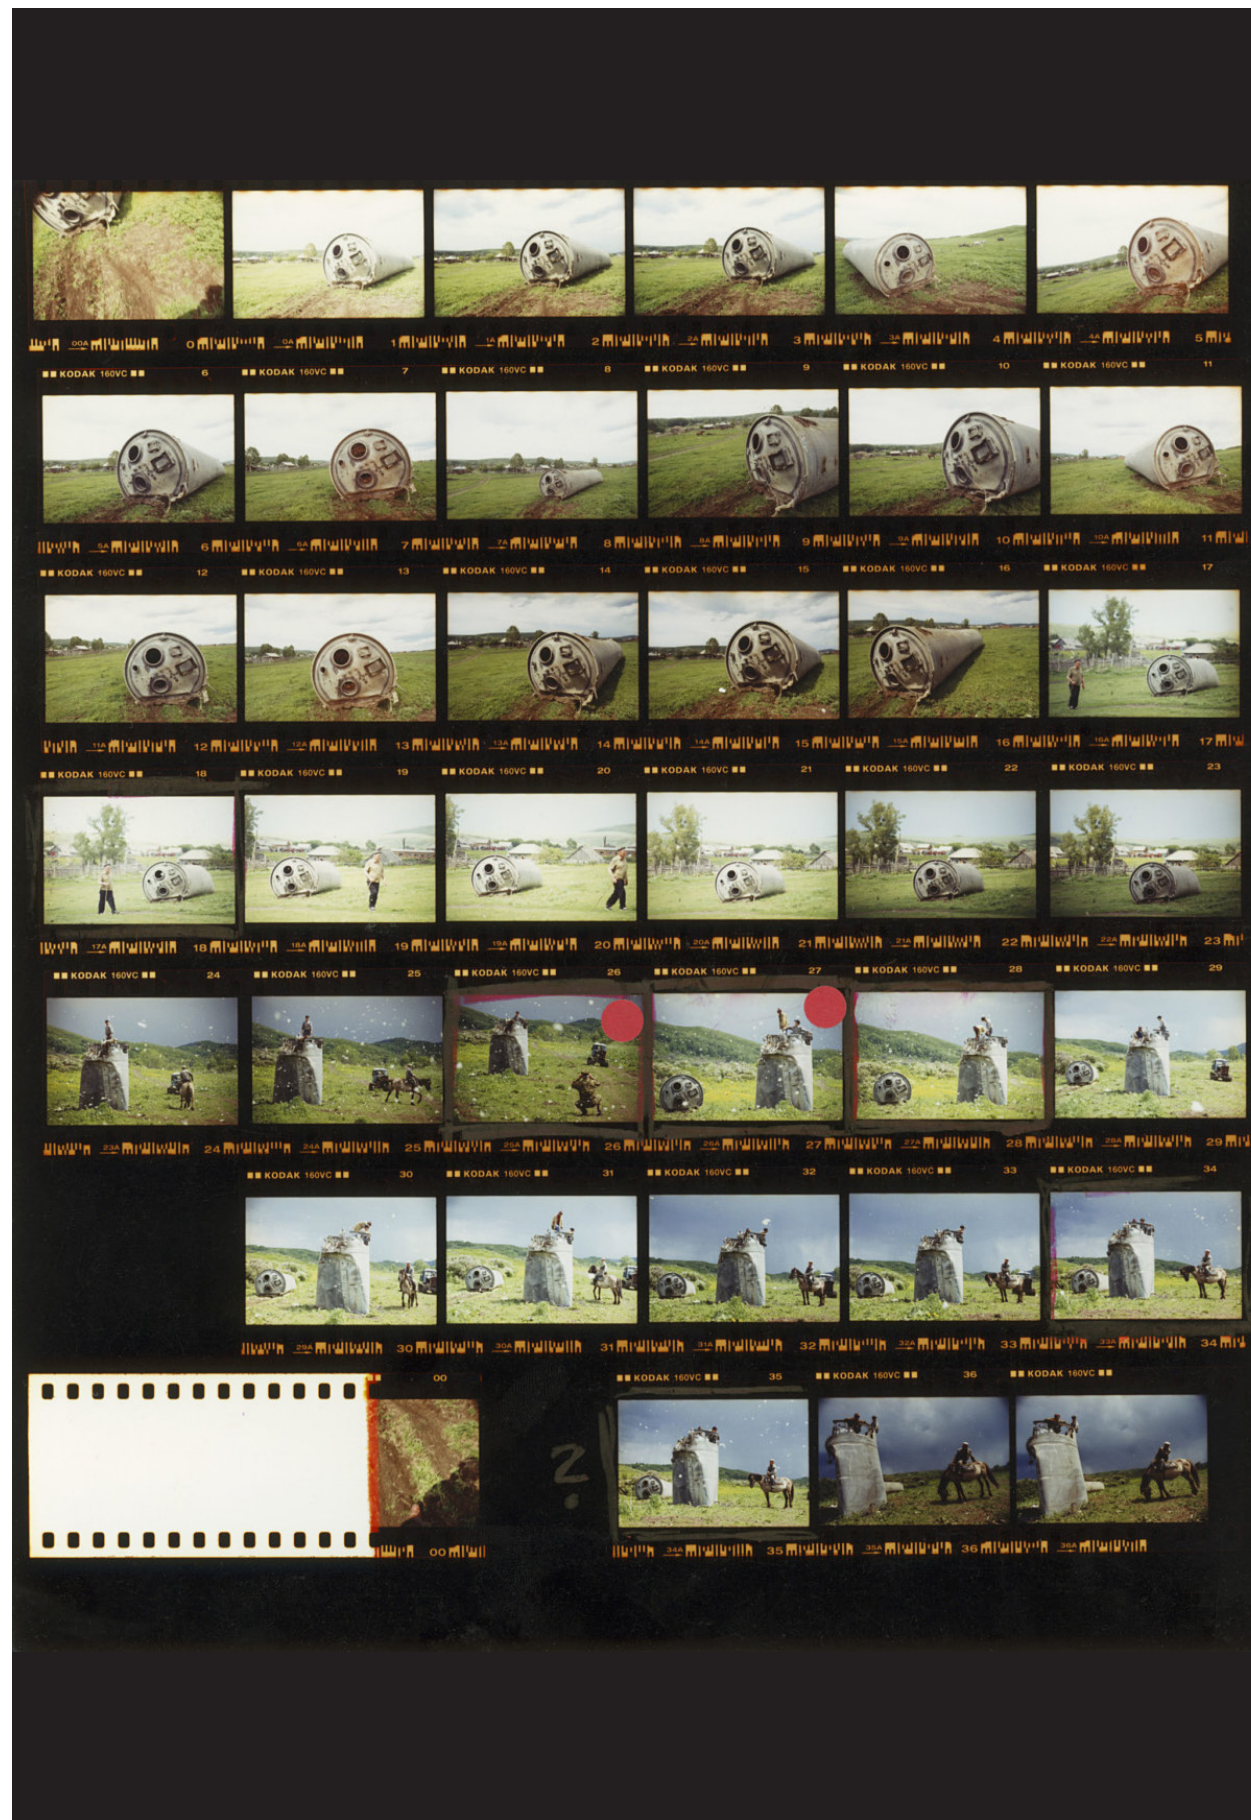 00A 0 0A 1 1A 2 2A 3 3A 4 4A 5
KODAK 160VC 6 KODAK 160VC 7 KODAK 160VC 8 KODAK 160VC 9 KODAK 160VC 10 KODAK 160VC 11
5A 6 6A 7 7A 8 8A 9 9A 10 10A 11
KODAK 160VC 12 KODAK 160VC 13 KODAK 160VC 14 KODAK 160VC 15 KODAK 160VC 16 KODAK 160VC 17
11A 12 12A 13 13A 14 14A 15 15A 16 16A 17
KODAK 160VC 18 KODAK 160VC 19 KODAK 160VC 20 KODAK 160VC 21 KODAK 160VC 22 KODAK 160VC 23
17A 18 18A 19 19A 20 20A 21 21A 22 22A 23
KODAK 160VC 24 KODAK 160VC 25 KODAK 160VC 26 KODAK 160VC 27 KODAK 160VC 28 KODAK 160VC 29
23A 24 24A 25 25A 26 26A 27 27A 28 28A 29
KODAK 160VC 30 KODAK 160VC 31 KODAK 160VC 32 KODAK 160VC 33 KODAK 160VC 34
29A 30 30A 31 31A 32 32A 33 33A 34
00 KODAK 160VC 35 KODAK 160VC 36 KODAK 160VC
?
00 34A 35 35A 36 36A